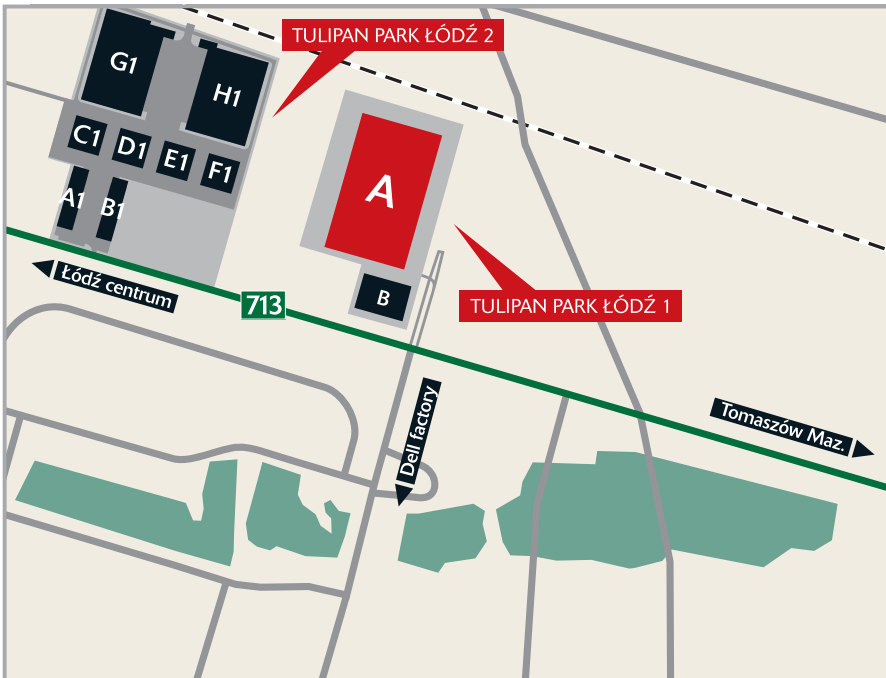 TULIPAN PARK ŁÓDŹ 2
G1
H1
C1
D1
E1
F1
A1
B1
A
B
TULIPAN PARK ŁÓDŹ 1
Łódź centrum
713
Dell factory
Tomaszów Maz.